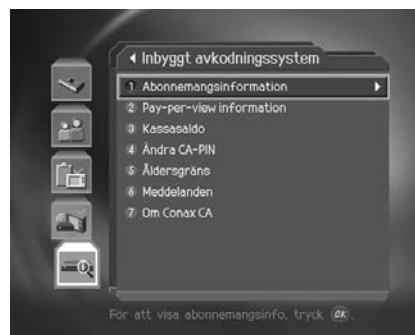 Inbyggt avkodningssystem
1 Abonnemangsinformation
2 Pay-per-view information
3 Kassasaldo
4 Ändra CA-PIN
5 Åldersgräns
6 Meddelanden
7 Om Conax CA
För att visa abonnemangsinfo, tryck OK.